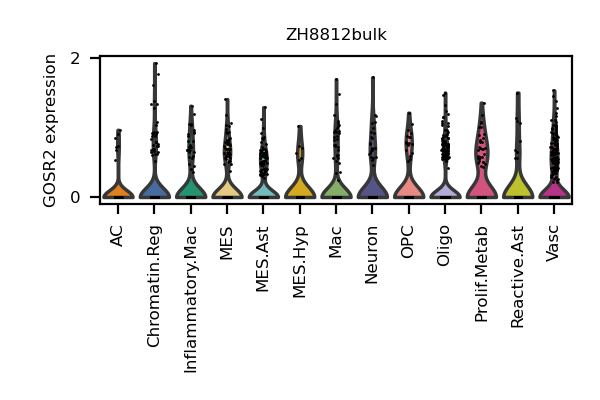 ZH8812bulk
GOSR2 expression
2
0
AC
Chromatin.Reg
Inflammatory.Mac
MES
MES.Ast
MES.Hyp
Mac
Neuron
OPC
Oligo
Prolif.Metab
Reactive.Ast
Vasc